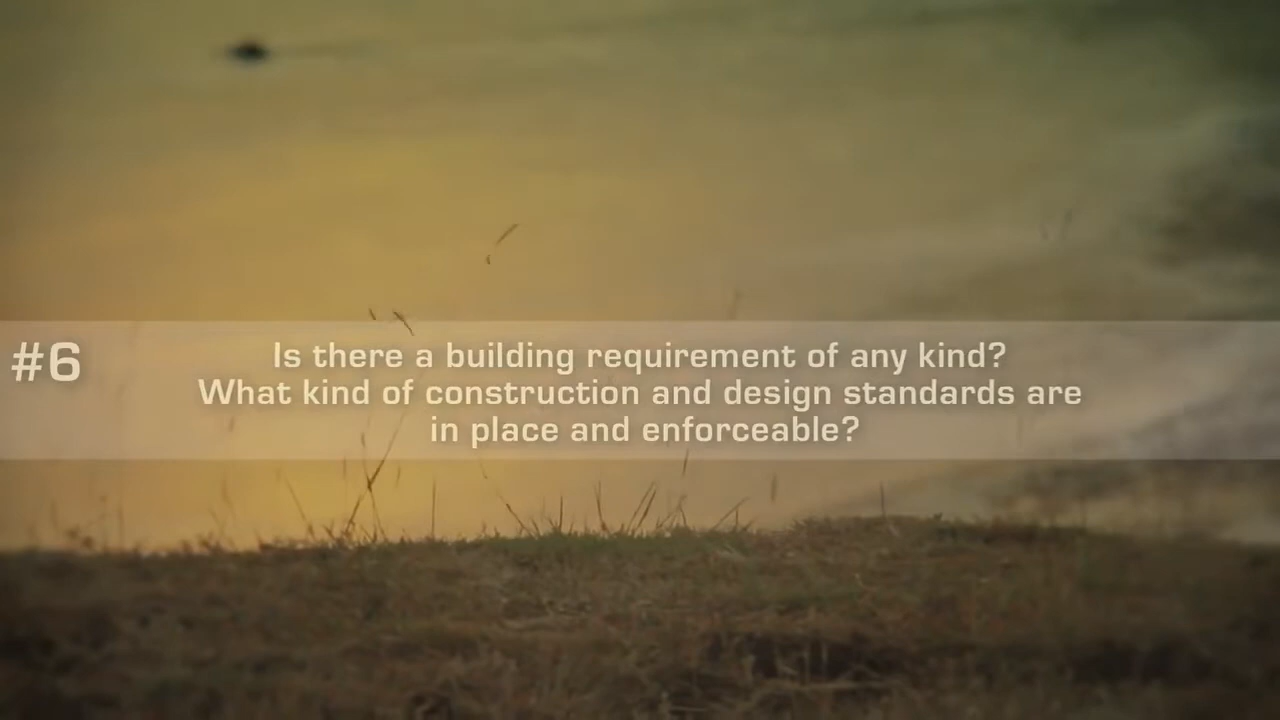 #6
Is there a building requirement of any kind?
What kind of construction and design standards are
in place and enforceable?